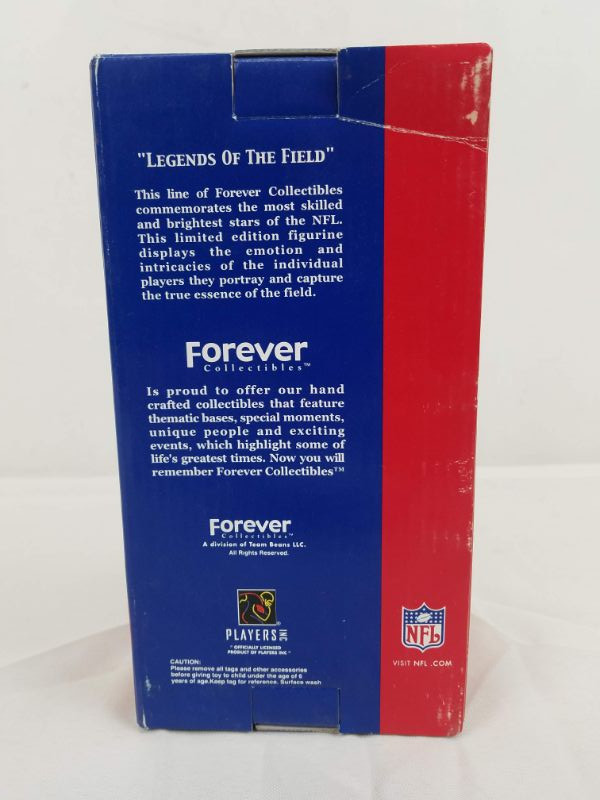 "LEGENDS OF THE FIELD"
This line of Forever Collectibles
commemorates the most skilled
and brightest stars of the NFL.
This limited edition figurine
displays the emotion and
intricacies of the individual
players they portray and capture
the true essence of the field.
Forever
Collectibles™
Is proud to offer our hand
crafted collectibles that feature
thematic bases, special moments,
unique people and exciting
events, which highlight some of
life's greatest times. Now you will
remember Forever Collectibles™
Forever
Collectibles™
A division of Team Beans LLC.
All Rights Reserved.
PLAYERS INC
" OFFICIALLY LICENSED
PRODUCT OF PLAYERS INC "
CAUTION:
Please remove all tags and other accessories
before giving toy to child under the age of 6
years of age.Keep tag for reference. Surface wash
NFL
VISIT NFL .COM